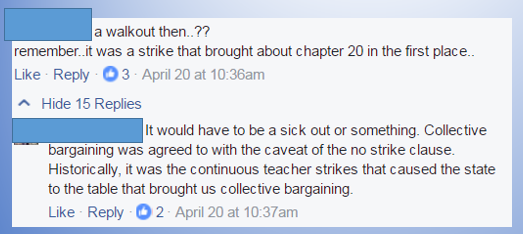 a walkout then..??
remember..it was a strike that brought about chapter 20 in the first place..
Like · Reply · 3 · April 20 at 10:36am
Hide 15 Replies
It would have to be a sick out or something. Collective
bargaining was agreed to with the caveat of the no strike clause.
Historically, it was the continuous teacher strikes that caused the state
to the table that brought us collective bargaining.
Like · Reply · 2 · April 20 at 10:37am